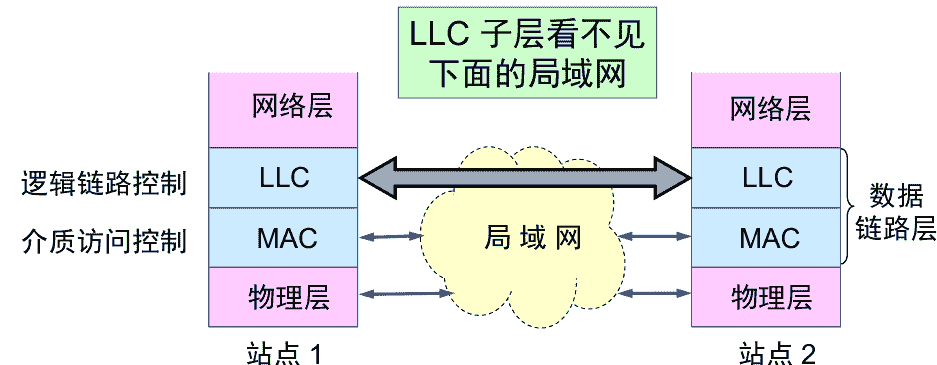 LLC 子层看不见
下面的局域网
网络层
网络层
逻辑链路控制
LLC
LLC
数据
链路层
介质访问控制
MAC
局 域 网
MAC
物理层
物理层
站点 1
站点 2